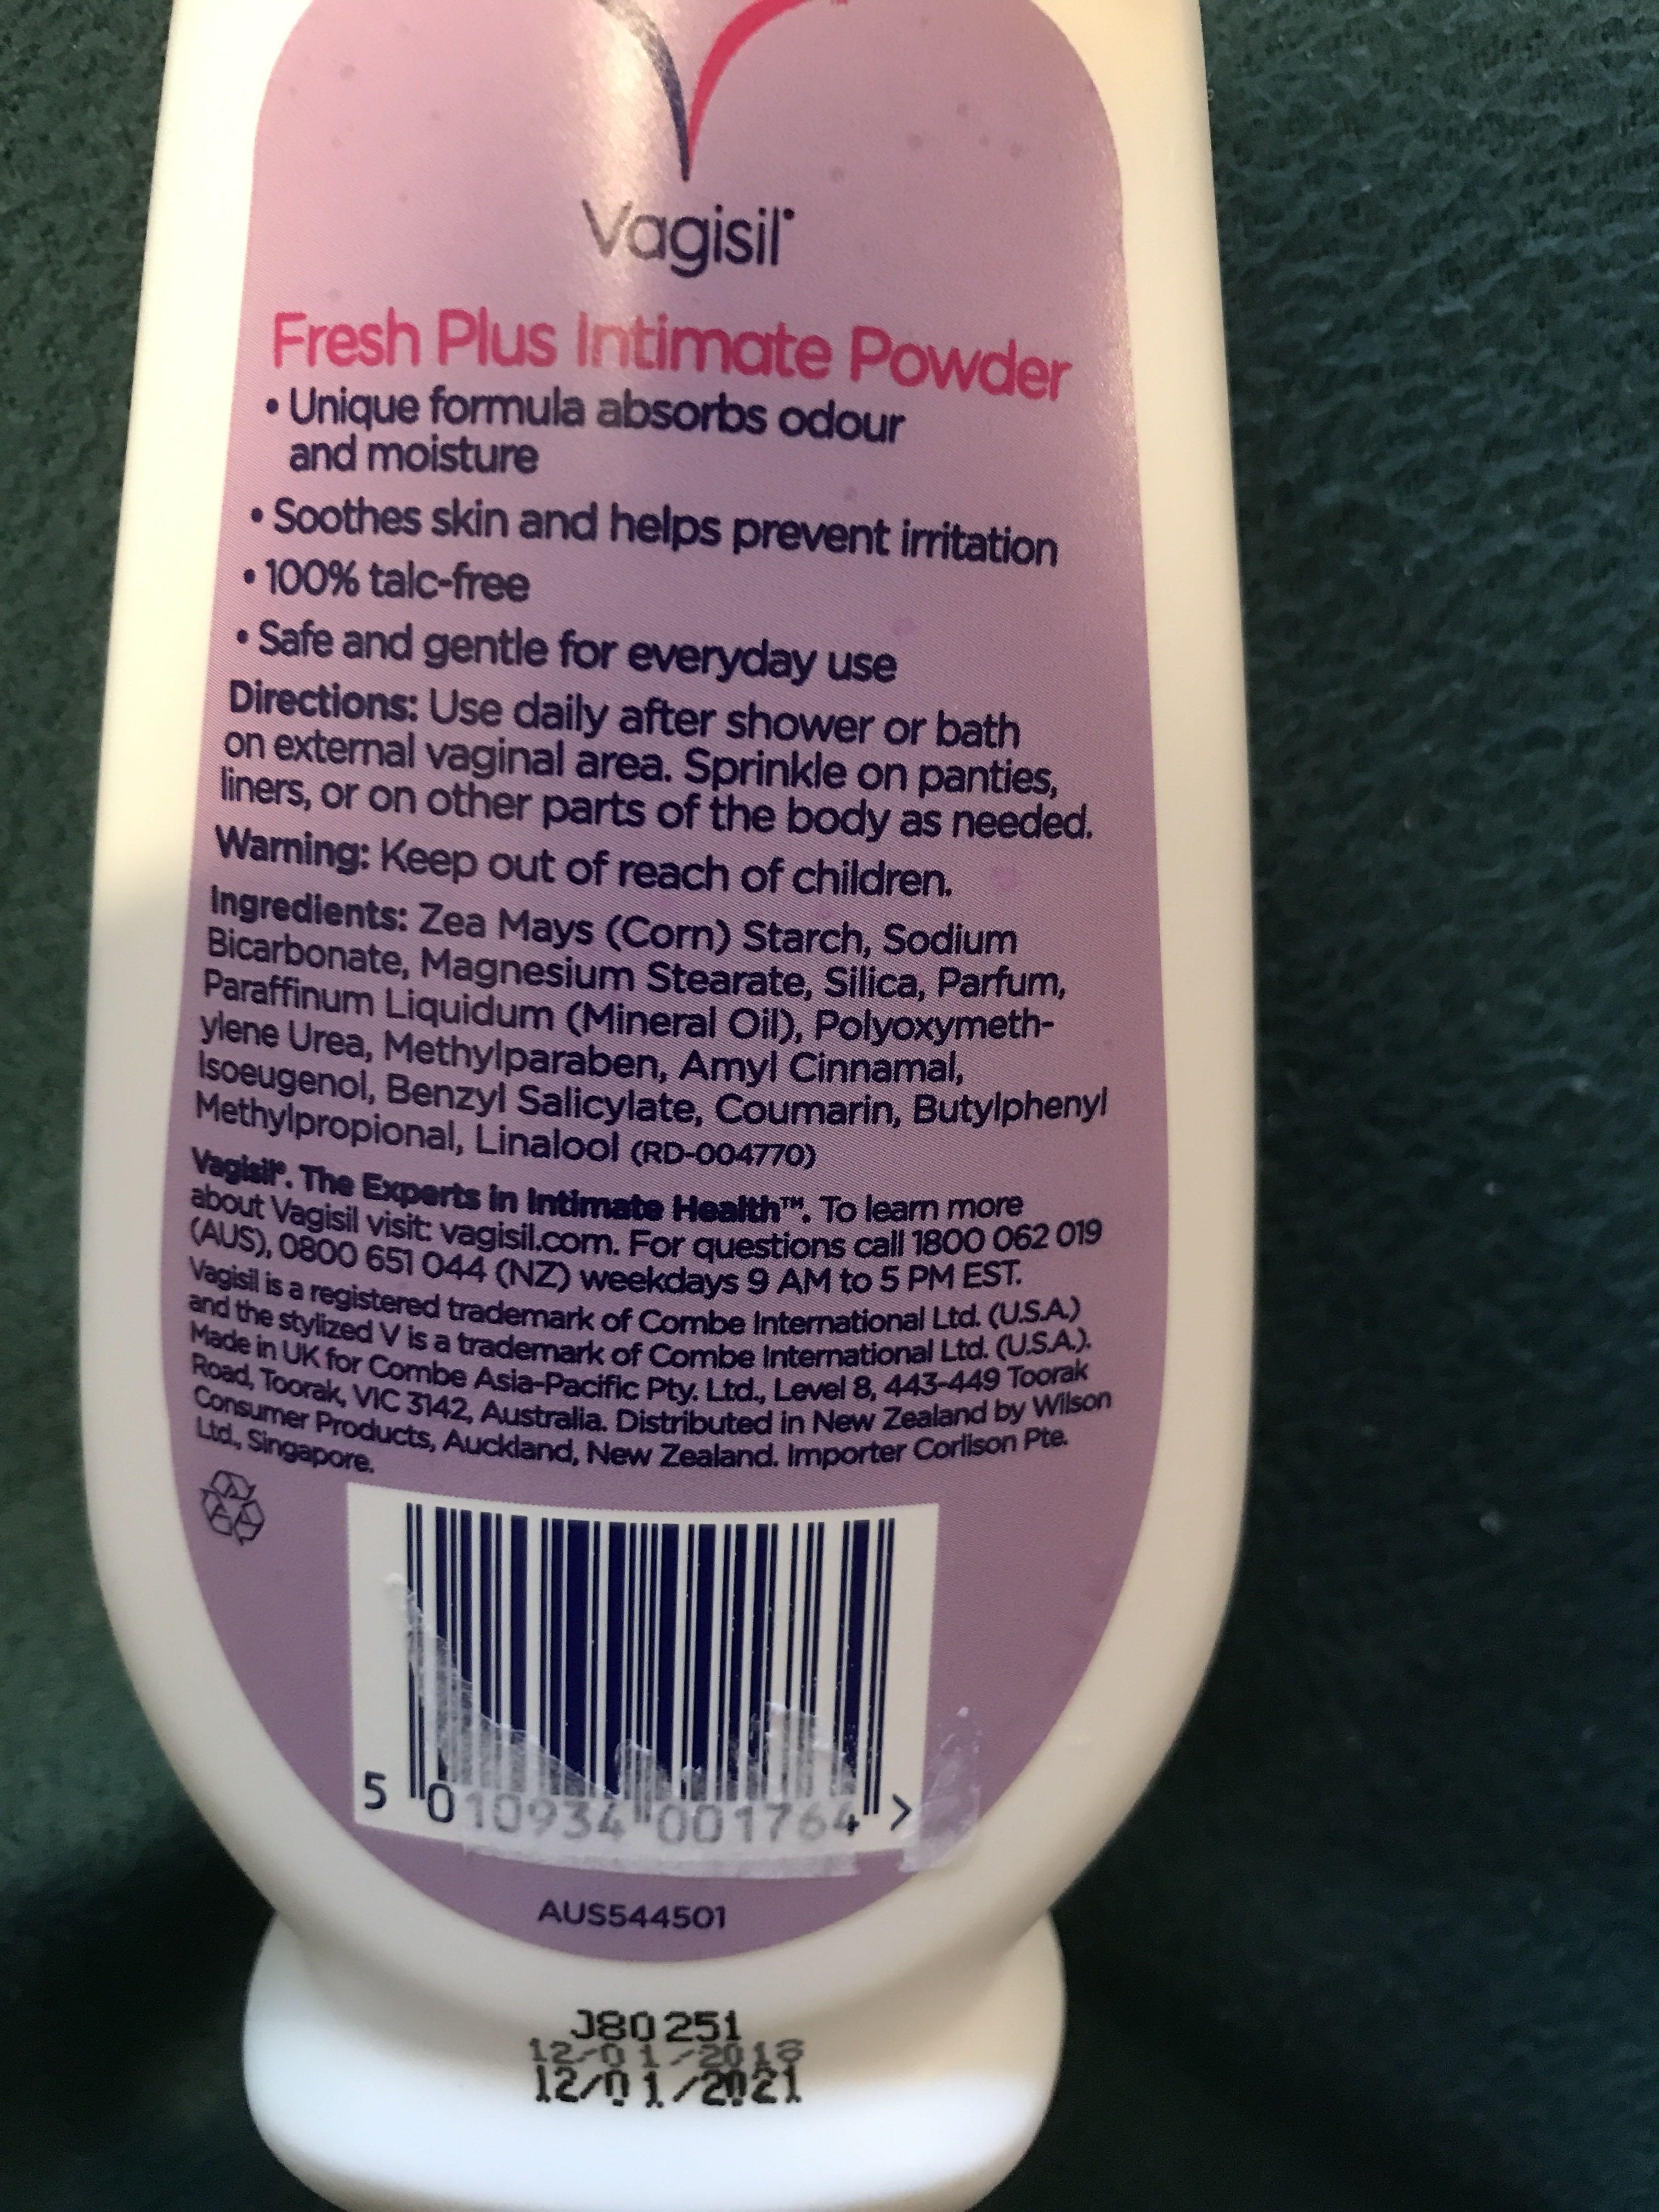 Vagisil®
Fresh Plus Intimate Powder
• Unique formula absorbs odour
and moisture
• Soothes skin and helps prevent irritation
• 100% talc-free
• Safe and gentle for everyday use
Directions: Use daily after shower or bath
on external vaginal area. Sprinkle on panties,
liners, or on other parts of the body as needed.
Warning: Keep out of reach of children.
Ingredients: Zea Mays (Corn) Starch, Sodium
Bicarbonate, Magnesium Stearate, Silica, Parfum,
Paraffinum Liquidum (Mineral Oil), Polyoxymeth-
ylene Urea, Methylparaben, Amyl Cinnamal,
Isoeugenol, Benzyl Salicylate, Coumarin, Butylphenyl
Methylpropional, Linalool (RD-004770)
Vagisil®. The Experts in Intimate Health™. To learn more
about Vagisil visit: vagisil.com. For questions call 1800 062 019
(AUS), 0800 651 044 (NZ) weekdays 9 AM to 5 PM EST.
Vagisil is a registered trademark of Combe International Ltd. (U.S.A.)
and the stylized V is a trademark of Combe International Ltd. (U.S.A.).
Made in UK for Combe Asia-Pacific Pty. Ltd., Level 8, 443-449 Toorak
Road, Toorak, VIC 3142, Australia. Distributed in New Zealand by Wilson
Consumer Products, Auckland, New Zealand. Importer Corlison Pte.
Ltd., Singapore.
5 010934 001764 >
AUS544501
J80251
12/01/2018
12/01/2021